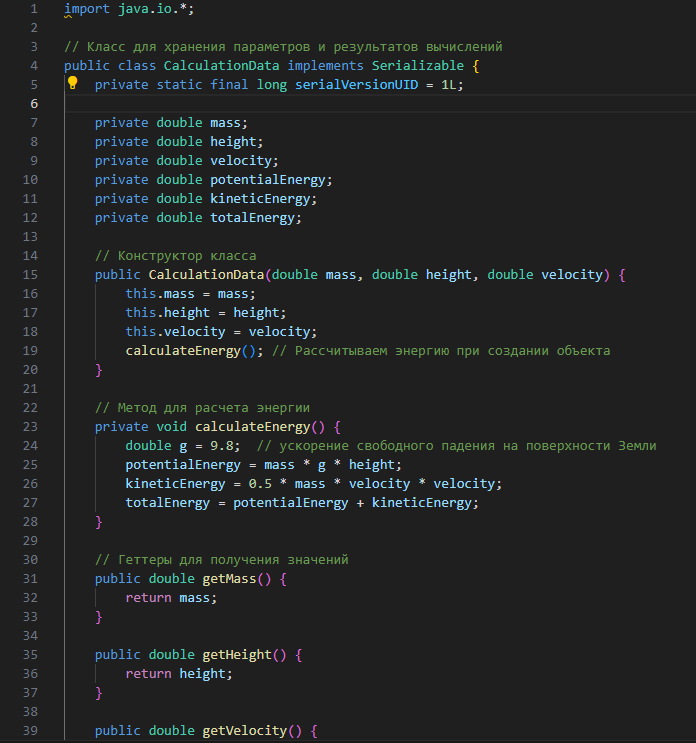 1 import java.io.*;
2
3 // Класс для хранения параметров и результатов вычислений
4 public class CalculationData implements Serializable {
5 private static final long serialVersionUID = 1L;
6
7 private double mass;
8 private double height;
9 private double velocity;
10 private double potentialEnergy;
11 private double kineticEnergy;
12 private double totalEnergy;
13
14 // Конструктор класса
15 public CalculationData(double mass, double height, double velocity) {
16 this.mass = mass;
17 this.height = height;
18 this.velocity = velocity;
19 calculateEnergy(); // Рассчитываем энергию при создании объекта
20 }
21
22 // Метод для расчета энергии
23 private void calculateEnergy() {
24 double g = 9.8; // ускорение свободного падения на поверхности Земли
25 potentialEnergy = mass * g * height;
26 kineticEnergy = 0.5 * mass * velocity * velocity;
27 totalEnergy = potentialEnergy + kineticEnergy;
28 }
29
30 // Геттеры для получения значений
31 public double getMass() {
32 return mass;
33 }
34
35 public double getHeight() {
36 return height;
37 }
38
39 public double getVelocity() {